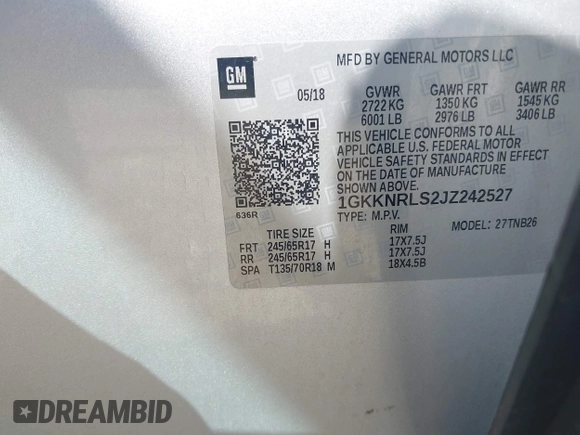 MFD BY GENERAL MOTORS LLC
GM
05/18
GVWR GAWR FRT GAWR RR
2722 KG 1350 KG 1545 KG
6001 LB 2976 LB 3406 LB
THIS VEHICLE CONFORMS TO ALL
APPLICABLE U.S. FEDERAL MOTOR
VEHICLE SAFETY STANDARDS IN EFFECT
ON THE DATE OF MANUFACTURE
SHOWN ABOVE.
1GKKNRLS2JZ242527
TYPE: M.P.V. MODEL: 27TNB26
636R
TIRE SIZE RIM
FRT 245/65R17 H 17X7.5J
RR 245/65R17 H 17X7.5J
SPA T135/70R18 M 18X4.5B
DREAMBID